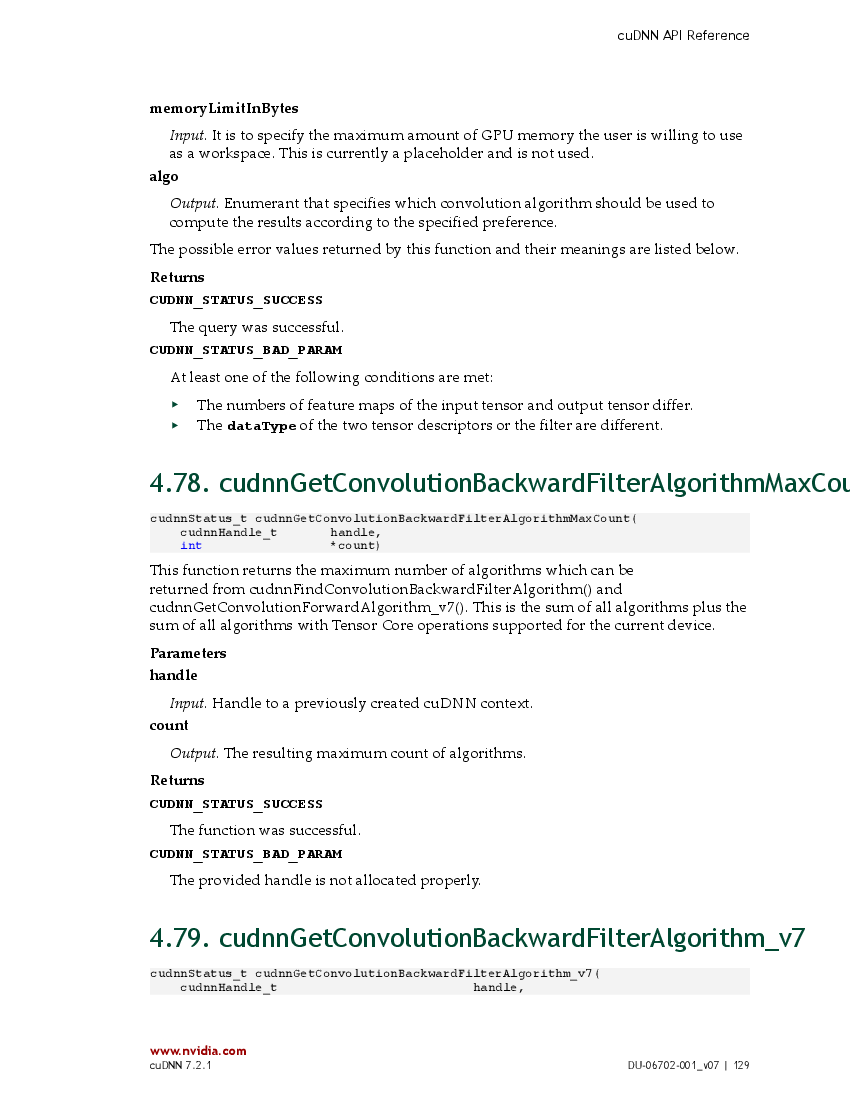 cuDNN API Reference
memoryLimitInBytes
Input. It is to specify the maximum amount of GPU memory the user is willing to use
as a workspace. This is currently a placeholder and is not used.
algo
Output. Enumerant that specifies which convolution algorithm should be used to
compute the results according to the specified preference.
The possible error values returned by this function and their meanings are listed below.
Returns
CUDNN_STATUS_SUCCESS
The query was successful.
CUDNN_STATUS_BAD_PARAM
At least one of the following conditions are met:
▸ The numbers of feature maps of the input tensor and output tensor differ.
▸ The dataType of the two tensor descriptors or the filter are different.
4.78. cudnnGetConvolutionBackwardFilterAlgorithmMaxCou
cudnnStatus_t cudnnGetConvolutionBackwardFilterAlgorithmMaxCount(
    cudnnHandle_t       handle,
    int                 *count)
This function returns the maximum number of algorithms which can be
returned from cudnnFindConvolutionBackwardFilterAlgorithm() and
cudnnGetConvolutionForwardAlgorithm_v7(). This is the sum of all algorithms plus the
sum of all algorithms with Tensor Core operations supported for the current device.
Parameters
handle
Input. Handle to a previously created cuDNN context.
count
Output. The resulting maximum count of algorithms.
Returns
CUDNN_STATUS_SUCCESS
The function was successful.
CUDNN_STATUS_BAD_PARAM
The provided handle is not allocated properly.
4.79. cudnnGetConvolutionBackwardFilterAlgorithm_v7
cudnnStatus_t cudnnGetConvolutionBackwardFilterAlgorithm_v7(
    cudnnHandle_t                          handle,
www.nvidia.com
cuDNN 7.2.1
DU-06702-001_v07 | 129